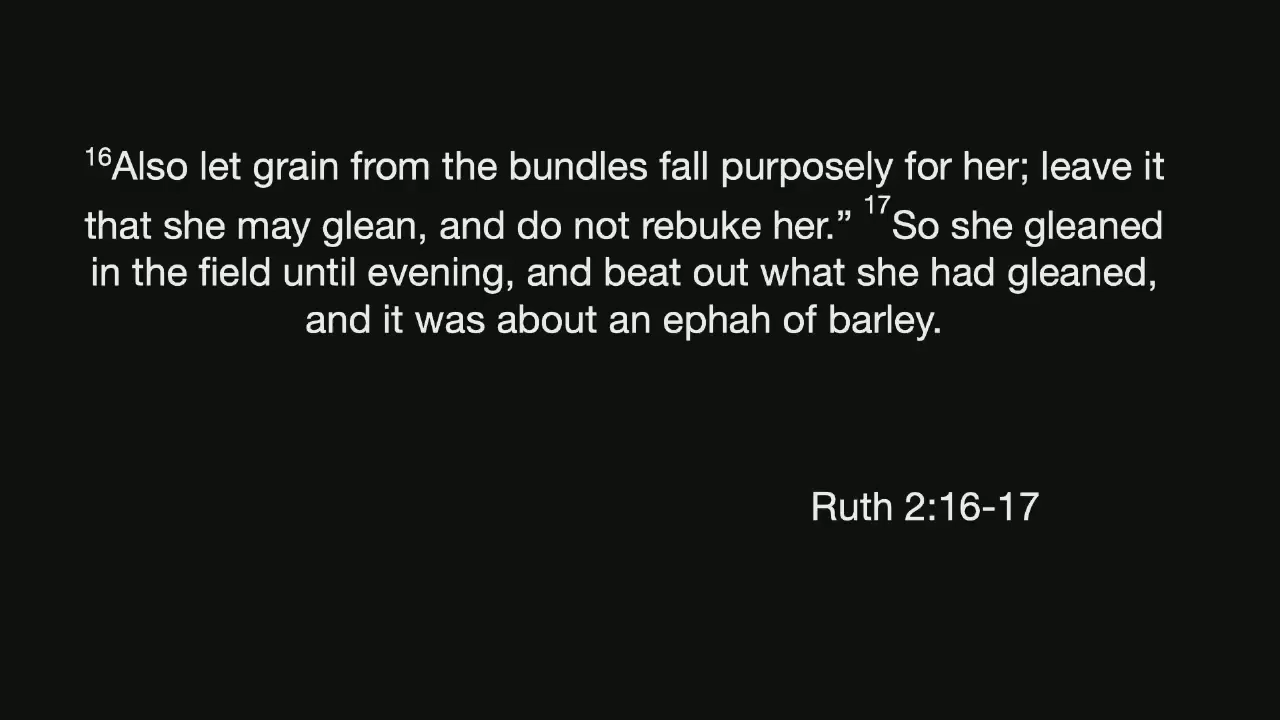 16Also let grain from the bundles fall purposely for her; leave it
that she may glean, and do not rebuke her.” 17So she gleaned
in the field until evening, and beat out what she had gleaned,
and it was about an ephah of barley.
Ruth 2:16-17